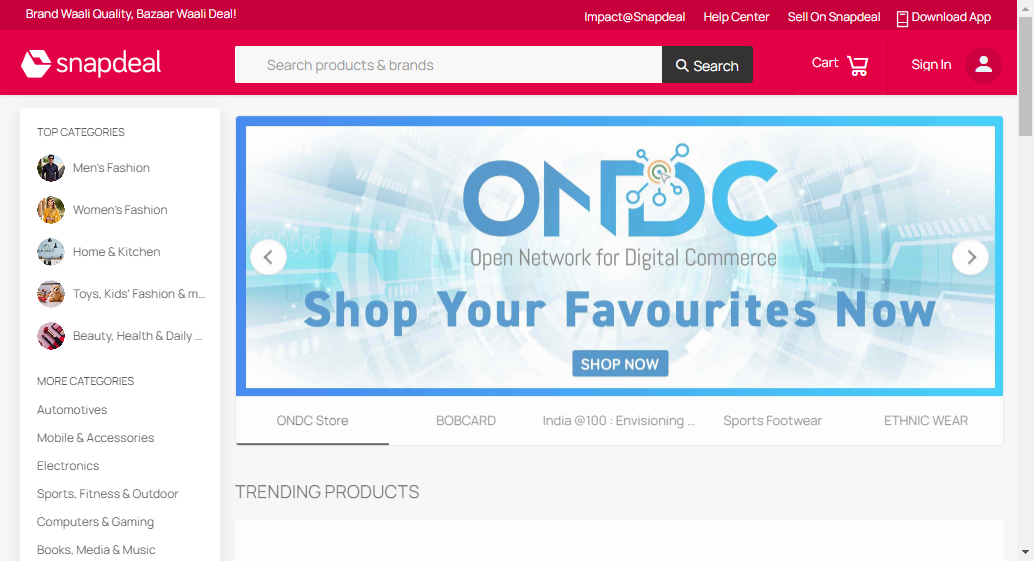 Brand Waali Quality, Bazaar Waali Deal!
Impact@Snapdeal
Help Center
Sell On Snapdeal
Download App
snapdeal
Search products & brands
Search
Cart
Sign In
TOP CATEGORIES
Men's Fashion
Women's Fashion
Home & Kitchen
Toys, Kids' Fashion & m...
Beauty, Health & Daily ...
MORE CATEGORIES
Automotives
Mobile & Accessories
Electronics
Sports, Fitness & Outdoor
Computers & Gaming
Books, Media & Music
ONDC
Open Network for Digital Commerce
Shop Your Favourites Now
SHOP NOW
ONDC Store
BOBCARD
India @100 : Envisioning ...
Sports Footwear
ETHNIC WEAR
TRENDING PRODUCTS